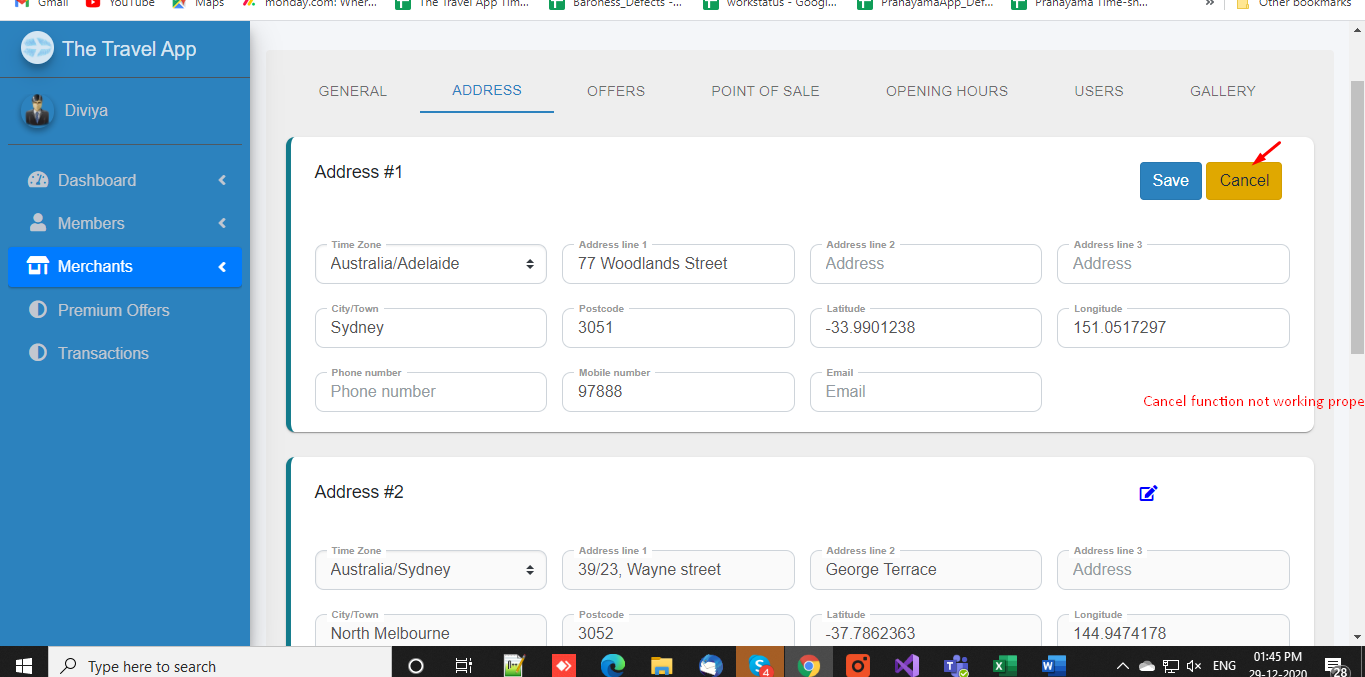 Gmail YouTube Maps monday.com: Wher... The Travel App Tim... Baroness_Defects -... workstatus - Googl... PranayamaApp_Def... Pranayama Time-sh... » Other bookmarks
The Travel App
Diviya
Dashboard
Members
Merchants
Premium Offers
Transactions
GENERAL ADDRESS OFFERS POINT OF SALE OPENING HOURS USERS GALLERY
Address #1
Save Cancel
Time Zone Address line 1 Address line 2 Address line 3
Australia/Adelaide 77 Woodlands Street Address Address
City/Town Postcode Latitude Longitude
Sydney 3051 -33.9901238 151.0517297
Phone number Mobile number Email
Phone number 97888 Email
Cancel function not working prope
Address #2
Time Zone Address line 1 Address line 2 Address line 3
Australia/Sydney 39/23, Wayne street George Terrace Address
City/Town Postcode Latitude Longitude
North Melbourne 3052 -37.7862363 144.9474178
Type here to search
4
ENG
01:45 PM
29-12-2020
28